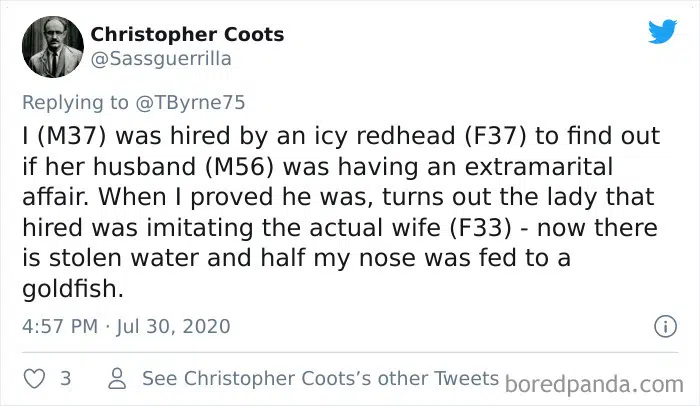 Christopher Coots
@Sassguerrilla
Replying to @TByrne75
I (M37) was hired by an icy redhead (F37) to find out
if her husband (M56) was having an extramarital
affair. When I proved he was, turns out the lady that
hired was imitating the actual wife (F33) - now there
is stolen water and half my nose was fed to a
goldfish.
4:57 PM · Jul 30, 2020
3 See Christopher Coots’s other Tweets
boredpanda.com